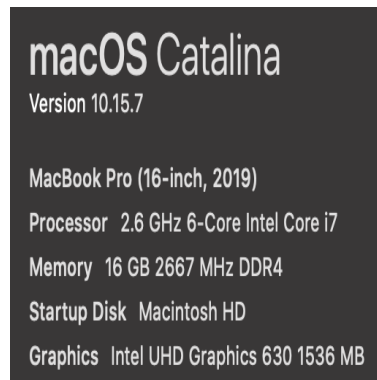 macOS Catalina
Version 10.15.7
MacBook Pro (16-inch, 2019)
Processor 2.6 GHz 6-Core Intel Core i7
Memory 16 GB 2667 MHz DDR4
Startup Disk Macintosh HD
Graphics Intel UHD Graphics 630 1536 MB